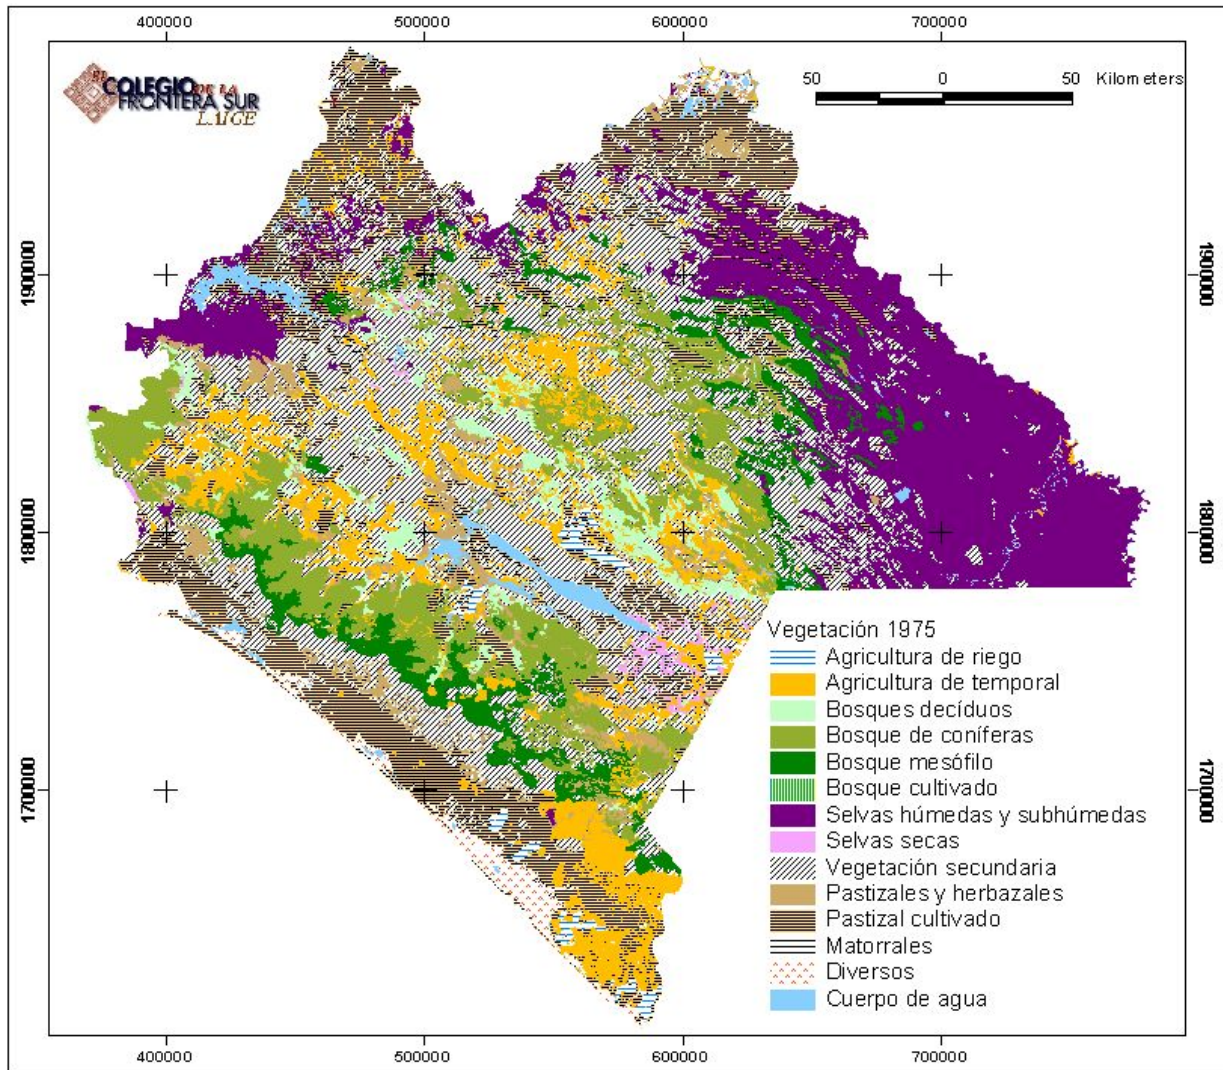 400000 500000 600000 700000
EL
COLEGIO DE LA
FRONTERA SUR
LAIGE
50 0 50 Kilometers
1900000 1900000
1800000 1800000
1700000 1700000
Vegetación 1975
Agricultura de riego
Agricultura de temporal
Bosques decíduos
Bosque de coníferas
Bosque mesófilo
Bosque cultivado
Selvas húmedas y subhúmedas
Selvas secas
Vegetación secundaria
Pastizales y herbazales
Pastizal cultivado
Matorrales
Diversos
Cuerpo de agua
400000 500000 600000 700000